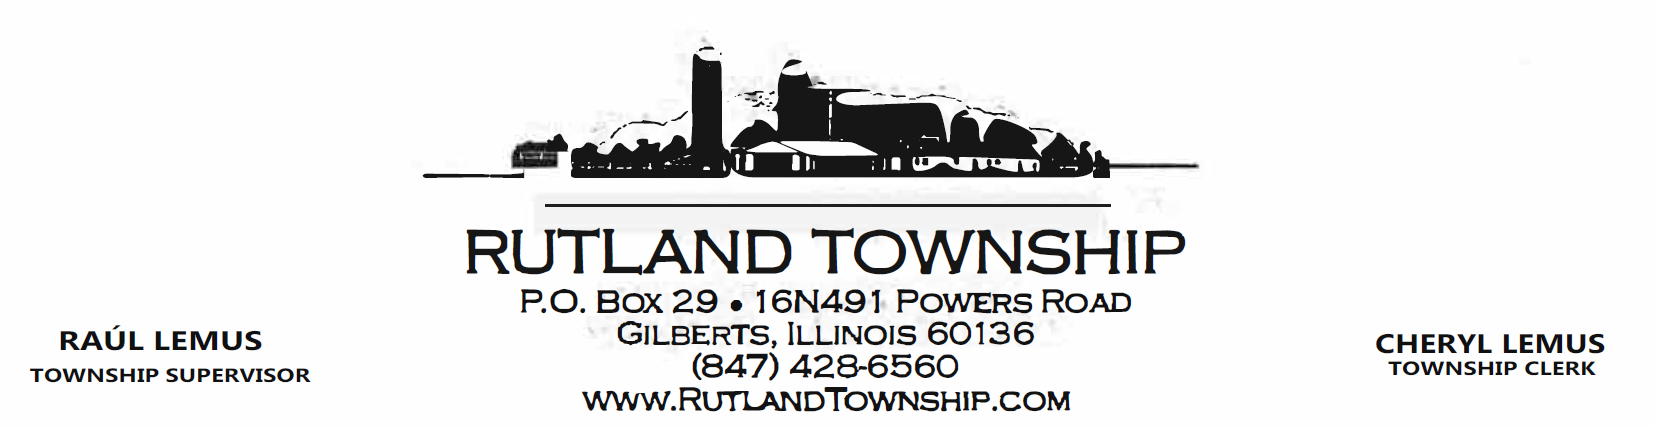 RUTLAND TOWNSHIP
P.O. BOX 29 • 16N491 POWERS ROAD
GILBERTS, ILLINOIS 60136
(847) 428-6560
WWW.RUTLANDTOWNSHIP.COM
RAÚL LEMUS
TOWNSHIP SUPERVISOR
CHERYL LEMUS
TOWNSHIP CLERK